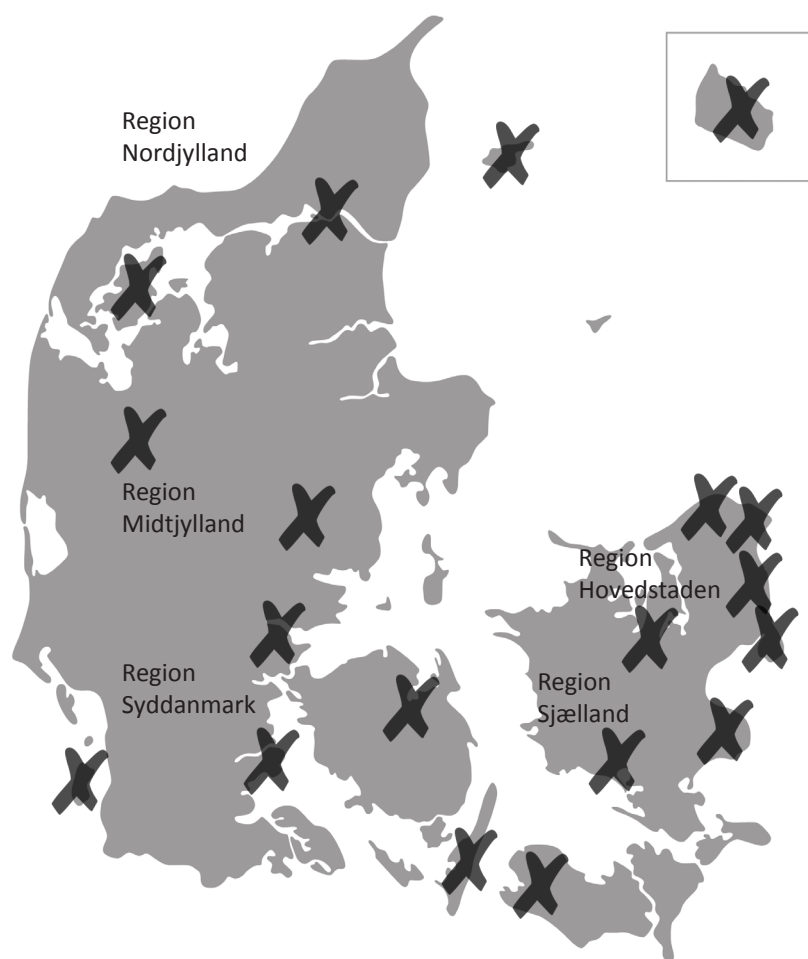 Region
Nordjylland
Region
Midtjylland
Region
Hovedstaden
Region
Syddanmark
Region
Sjælland